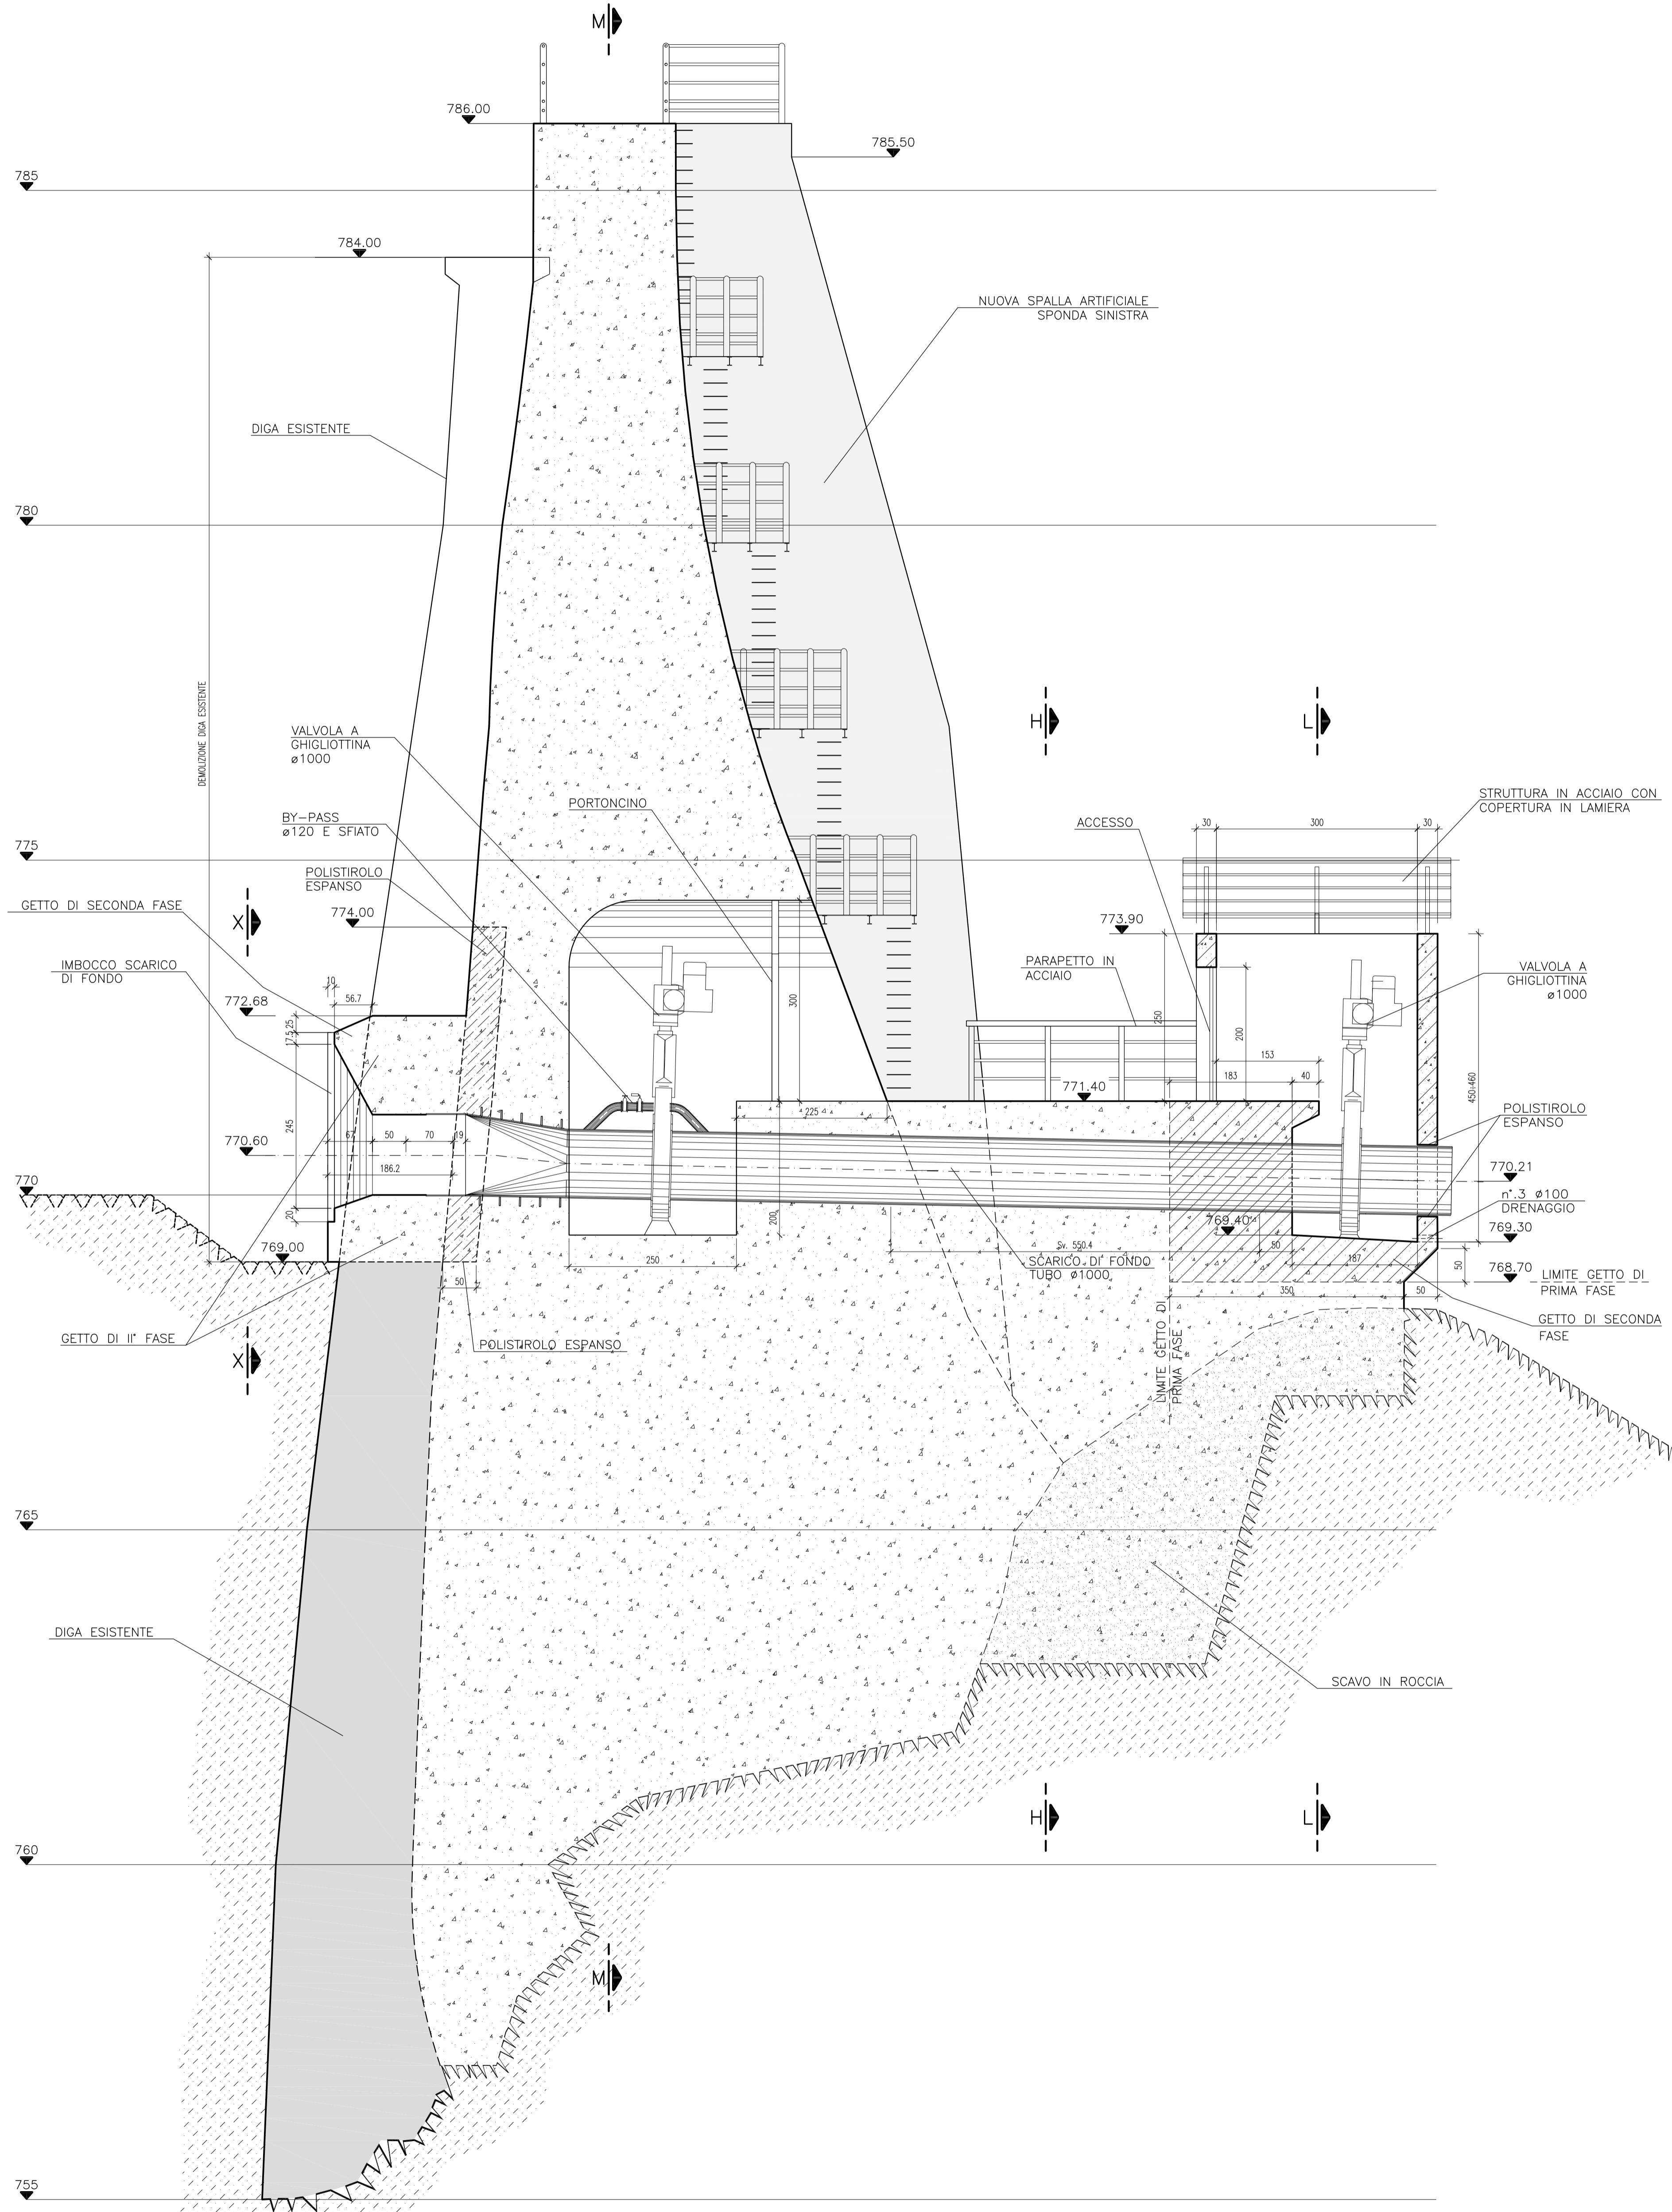 M
786.00
785.50
785
784.00
NUOVA SPALLA ARTIFICIALE
SPONDA SINISTRA
DIGA ESISTENTE
780
DEMOLIZIONE DIGA ESISTENTE
VALVOLA A
GHIGLIOTTINA
ø1000
H
L
STRUTTURA IN ACCIAIO CON
COPERTURA IN LAMIERA
BY-PASS
ø120 E SFIATO
PORTONCINO
ACCESSO
30
300
30
775
POLISTIROLO
ESPANSO
GETTO DI SECONDA FASE
X
774.00
773.90
IMBOCCO SCARICO
DI FONDO
PARAPETTO IN
ACCIAIO
VALVOLA A
GHIGLIOTTINA
ø1000
10
56.7
772.68
25
17.5
300
250
200
153
183
40
771.40
450÷460
225
POLISTIROLO
ESPANSO
245
67
50
70
19
770.60
186.2
770.21
770
n°.3 ø100
DRENAGGIO
20
200
769.40
769.30
769.00
Sv. 550.4
50
250
SCARICO DI FONDO
TUBO ø1000
187
50
768.70
LIMITE GETTO DI
PRIMA FASE
50
350
50
GETTO DI II° FASE
POLISTIROLO ESPANSO
GETTO DI SECONDA
FASE
X
LIMITE GETTO DI
PRIMA FASE
765
DIGA ESISTENTE
SCAVO IN ROCCIA
H
L
760
M
755